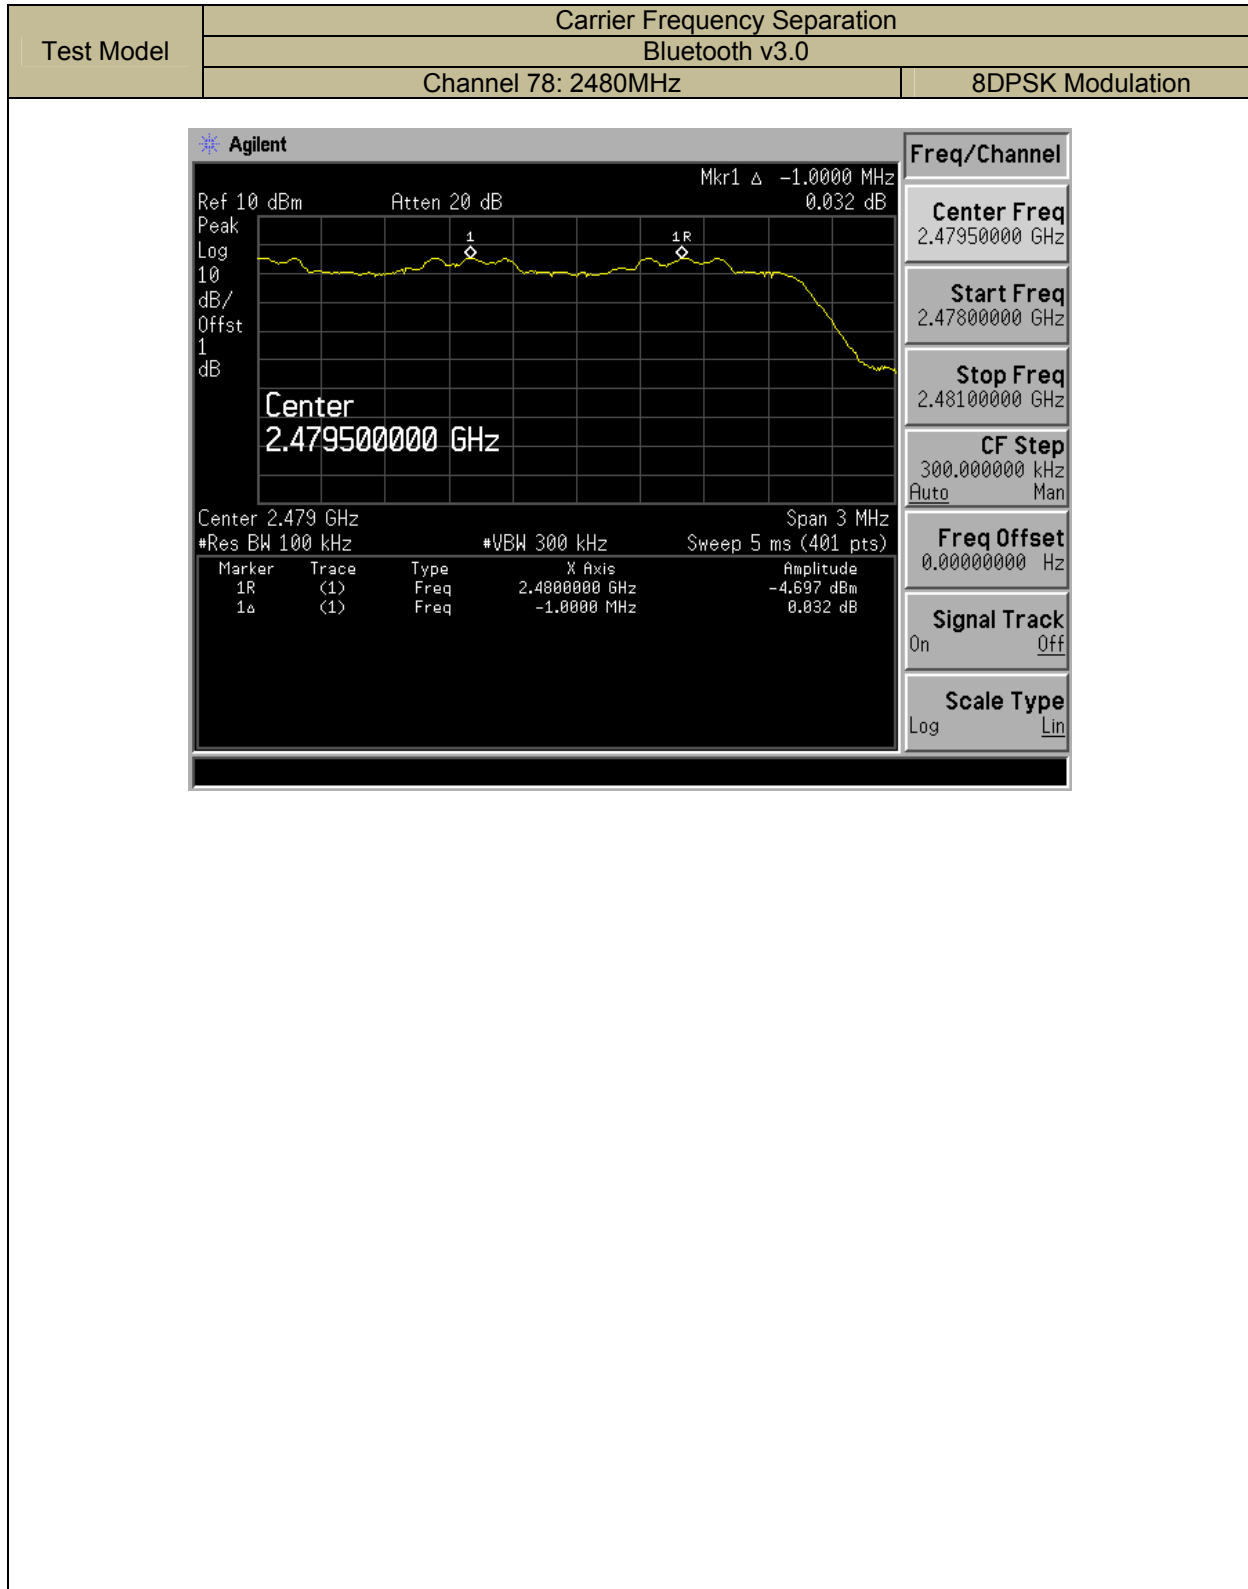 Test Model
Carrier Frequency Separation
Bluetooth v3.0
Channel 78: 2480MHz 8DPSK Modulation
Agilent
Mkr1 Δ -1.0000 MHz
Ref 10 dBm Atten 20 dB 0.032 dB
Peak
Log
10
dB/
Offst
1
dB
1 1R
Center
2.479500000 GHz
Center 2.479 GHz Span 3 MHz
#Res BW 100 kHz #VBW 300 kHz Sweep 5 ms (401 pts)
Marker Trace Type X Axis Amplitude
1R (1) Freq 2.4800000 GHz -4.697 dBm
1Δ (1) Freq -1.0000 MHz 0.032 dB
Freq/Channel
Center Freq
2.47950000 GHz
Start Freq
2.47800000 GHz
Stop Freq
2.48100000 GHz
CF Step
300.000000 kHz
Auto Man
Freq Offset
0.00000000 Hz
Signal Track
On Off
Scale Type
Log Lin